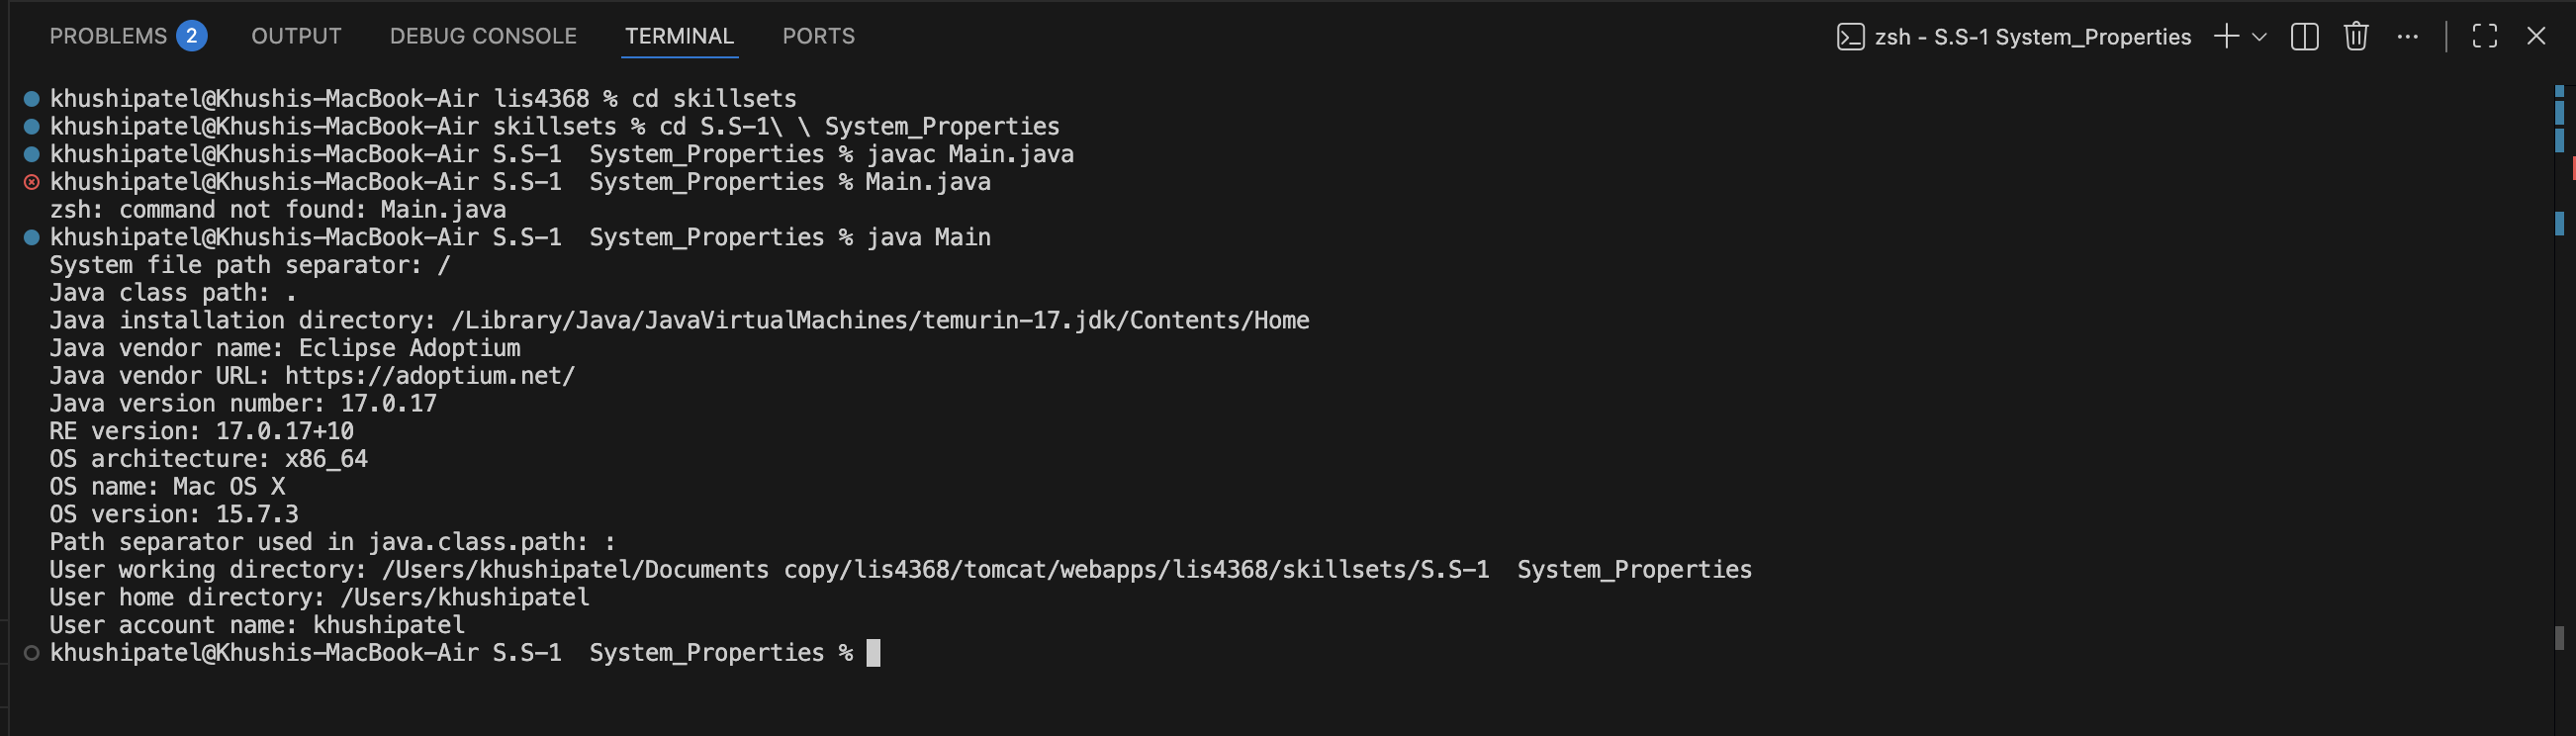 PROBLEMS 2 OUTPUT DEBUG CONSOLE TERMINAL PORTS zsh - S.S-1 System_Properties
khushipatel@Khushis-MacBook-Air lis4368 % cd skillsets
khushipatel@Khushis-MacBook-Air skillsets % cd S.S-1\ \ System_Properties
khushipatel@Khushis-MacBook-Air S.S-1  System_Properties % javac Main.java
khushipatel@Khushis-MacBook-Air S.S-1  System_Properties % Main.java
zsh: command not found: Main.java
khushipatel@Khushis-MacBook-Air S.S-1  System_Properties % java Main
System file path separator: /
Java class path: .
Java installation directory: /Library/Java/JavaVirtualMachines/temurin-17.jdk/Contents/Home
Java vendor name: Eclipse Adoptium
Java vendor URL: https://adoptium.net/
Java version number: 17.0.17
RE version: 17.0.17+10
OS architecture: x86_64
OS name: Mac OS X
OS version: 15.7.3
Path separator used in java.class.path: :
User working directory: /Users/khushipatel/Documents copy/lis4368/tomcat/webapps/lis4368/skillsets/S.S-1  System_Properties
User home directory: /Users/khushipatel
User account name: khushipatel
khushipatel@Khushis-MacBook-Air S.S-1  System_Properties %